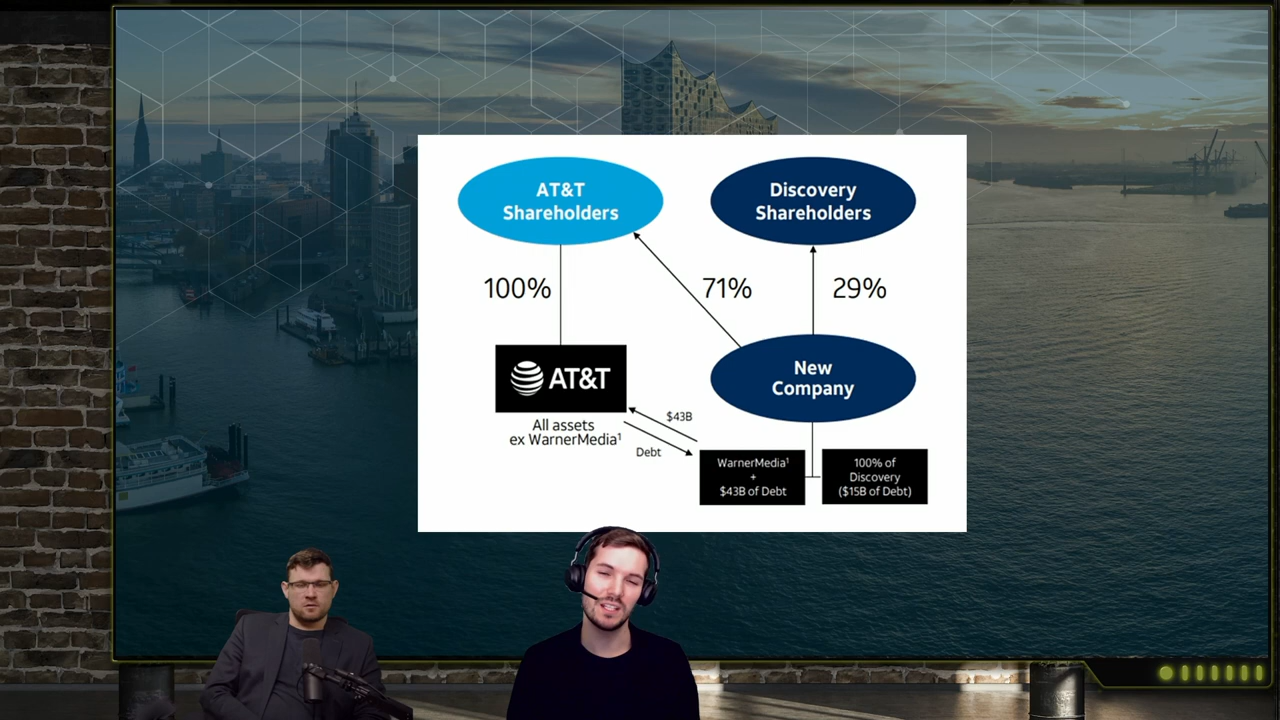 AT&T
Shareholders
Discovery
Shareholders
100%
71%
29%
AT&T
New
Company
All assets
ex WarnerMedia¹
$43B
Debt
WarnerMedia¹
+
$43B of Debt
100% of
Discovery
($15B of Debt)